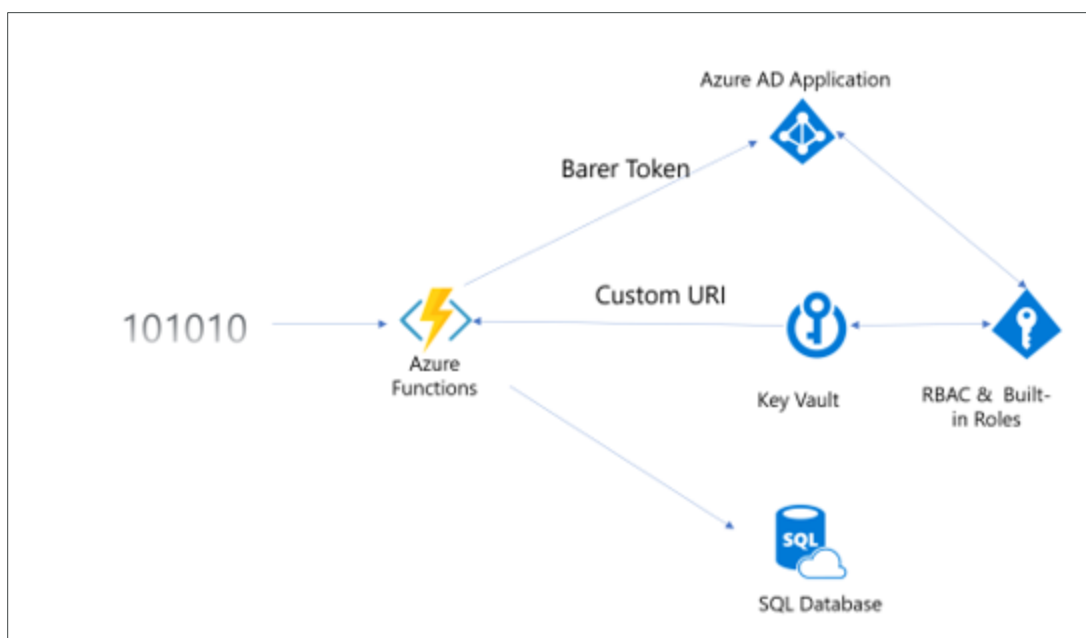 Azure AD Application
Barer Token
Custom URI
101010
Azure
Functions
Key Vault
RBAC & Built-
in Roles
SQL
SQL Database